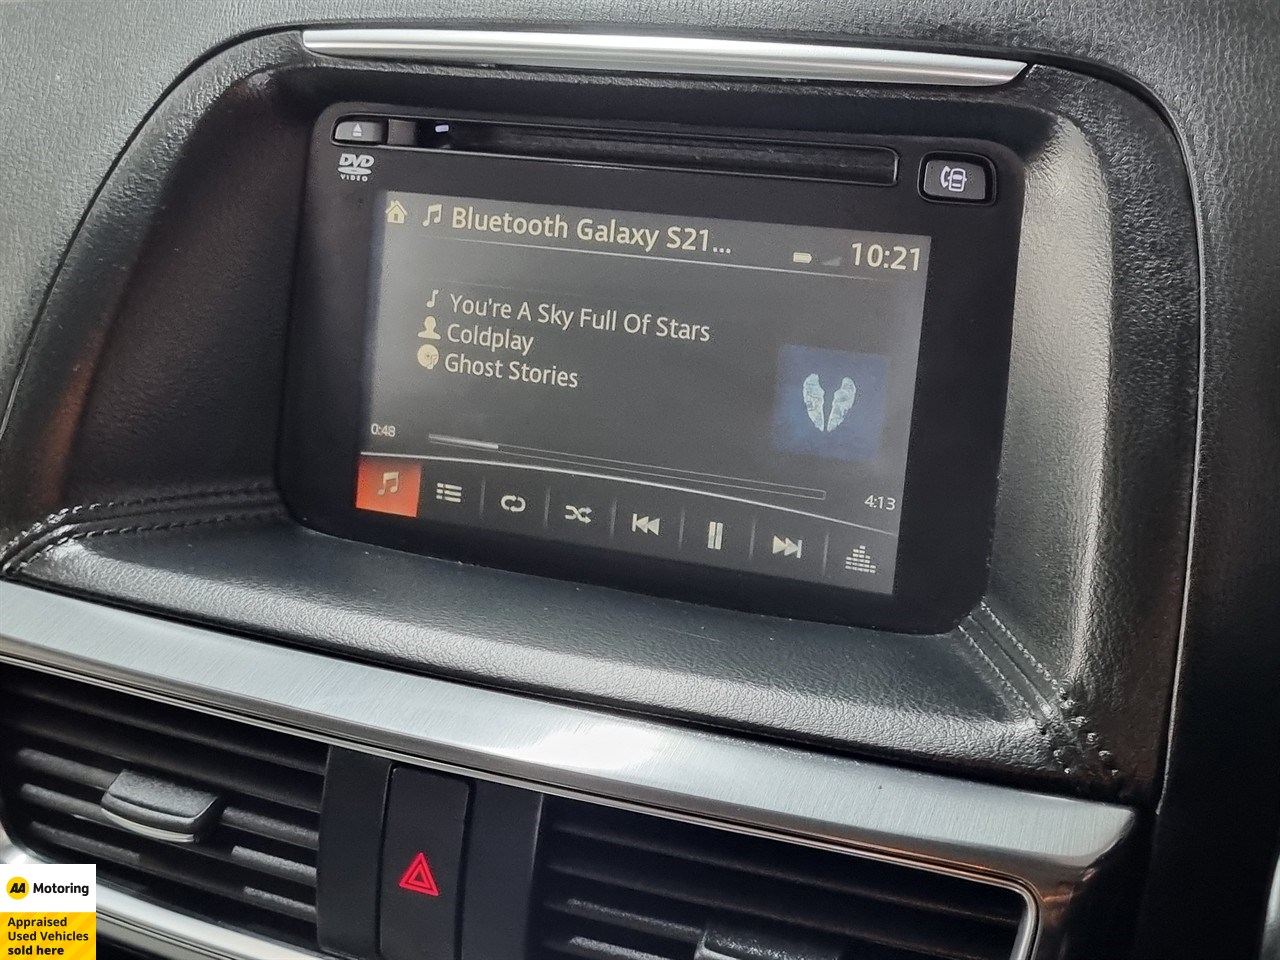 DVD
VIDEO
Bluetooth Galaxy S21...
10:21
You're A Sky Full Of Stars
Coldplay
Ghost Stories
0:48
4:13
AA Motoring
Appraised
Used Vehicles
sold here